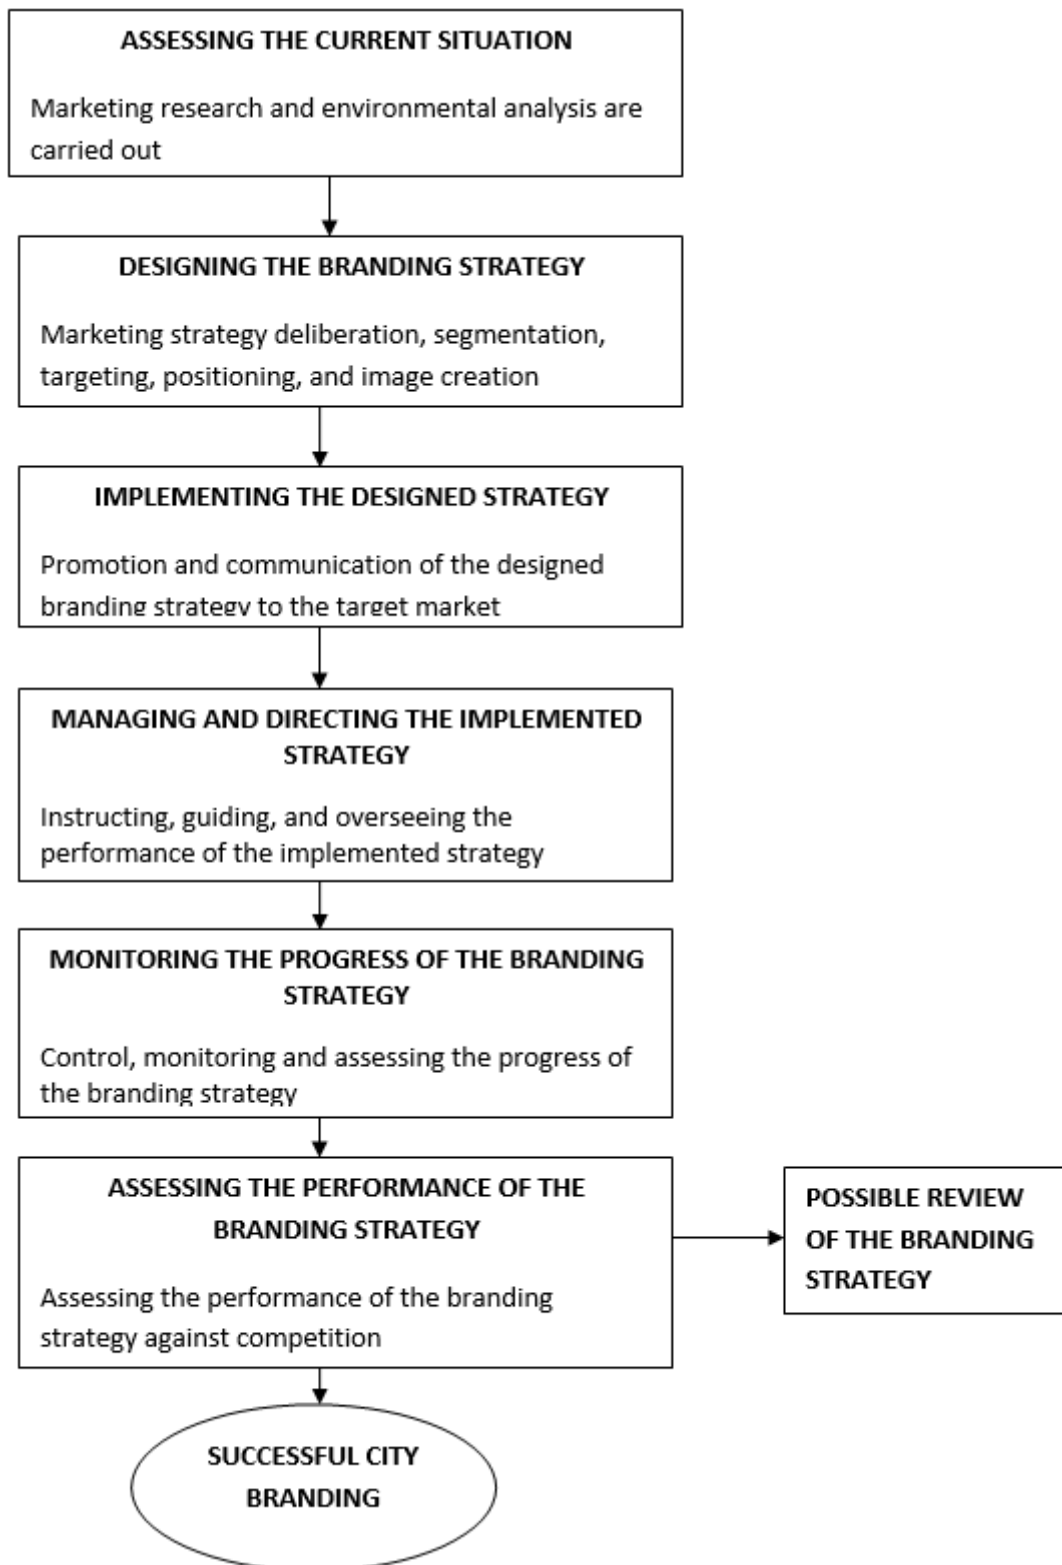 ASSESSING THE CURRENT SITUATION
Marketing research and environmental analysis are
carried out
DESIGNING THE BRANDING STRATEGY
Marketing strategy deliberation, segmentation,
targeting, positioning, and image creation
IMPLEMENTING THE DESIGNED STRATEGY
Promotion and communication of the designed
branding strategy to the target market
MANAGING AND DIRECTING THE IMPLEMENTED
STRATEGY
Instructing, guiding, and overseeing the
performance of the implemented strategy
MONITORING THE PROGRESS OF THE BRANDING
STRATEGY
Control, monitoring and assessing the progress of
the branding strategy
ASSESSING THE PERFORMANCE OF THE
BRANDING STRATEGY
Assessing the performance of the branding
strategy against competition
POSSIBLE REVIEW
OF THE BRANDING
STRATEGY
SUCCESSFUL CITY
BRANDING